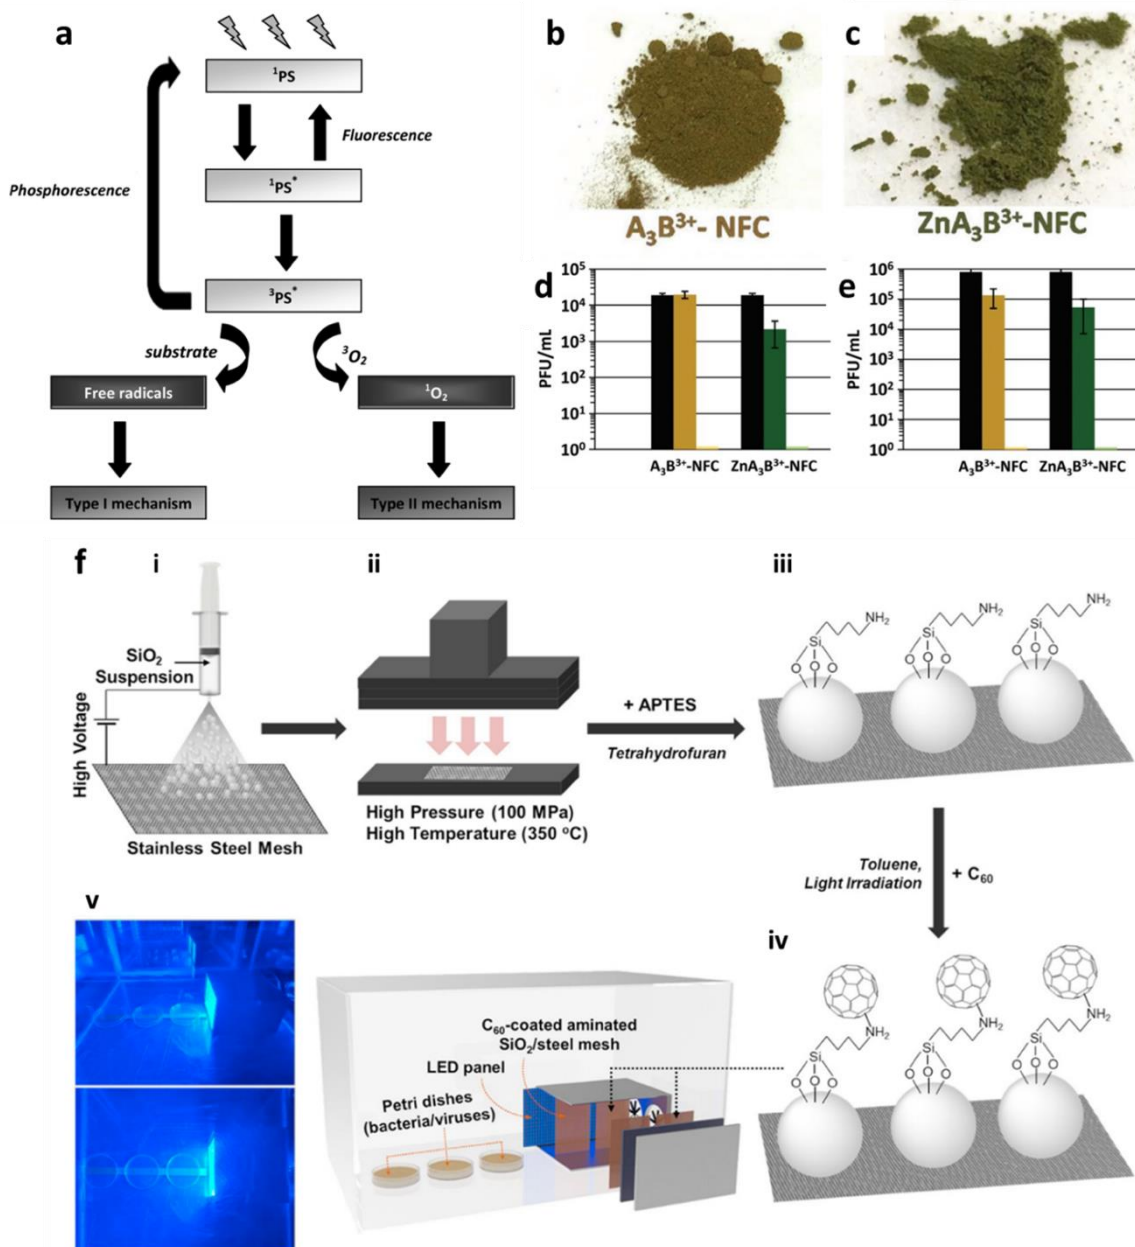 a
¹PS
Fluorescence
Phosphorescence
¹PS*
³PS*
substrate
³O₂
Free radicals
¹O₂
Type I mechanism
Type II mechanism
b
A₃B³⁺- NFC
c
ZnA₃B³⁺-NFC
d
PFU/mL
10⁵
10⁴
10³
10²
10¹
10⁰
A₃B³⁺-NFC
ZnA₃B³⁺-NFC
e
PFU/mL
10⁶
10⁵
10⁴
10³
10²
10¹
10⁰
A₃B³⁺-NFC
ZnA₃B³⁺-NFC
f
i
SiO₂
Suspension
High Voltage
Stainless Steel Mesh
ii
High Pressure (100 MPa)
High Temperature (350 °C)
+ APTES
Tetrahydrofuran
iii
NH₂
NH₂
NH₂
Si
Si
Si
O
O
O
O
O
O
O
O
O
Toluene,
Light Irradiation
+ C₆₀
iv
NH₂
NH₂
NH₂
Si
Si
Si
O
O
O
O
O
O
O
O
O
v
C₆₀-coated aminated
SiO₂/steel mesh
LED panel
Petri dishes
(bacteria/viruses)